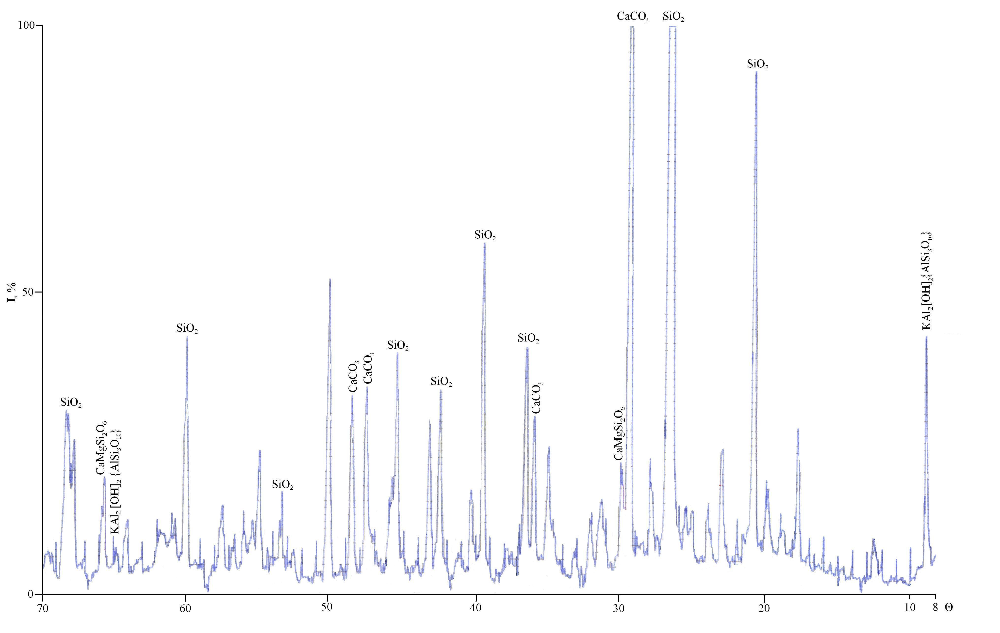 CaCO₃ SiO₂
100
SiO₂
SiO₂
KAl₂[OH]₂{AlSi₃O₁₀}
I, %
50
SiO₂
SiO₂
SiO₂
CaCO₃
CaCO₃
SiO₂
CaCO₃
SiO₂
CaMgSi₂O₆
CaMgSi₂O₆
KAl₂ [OH]₂ {AlSi₃O₁₀}
SiO₂
0
70 60 50 40 30 20 10 8 Θ